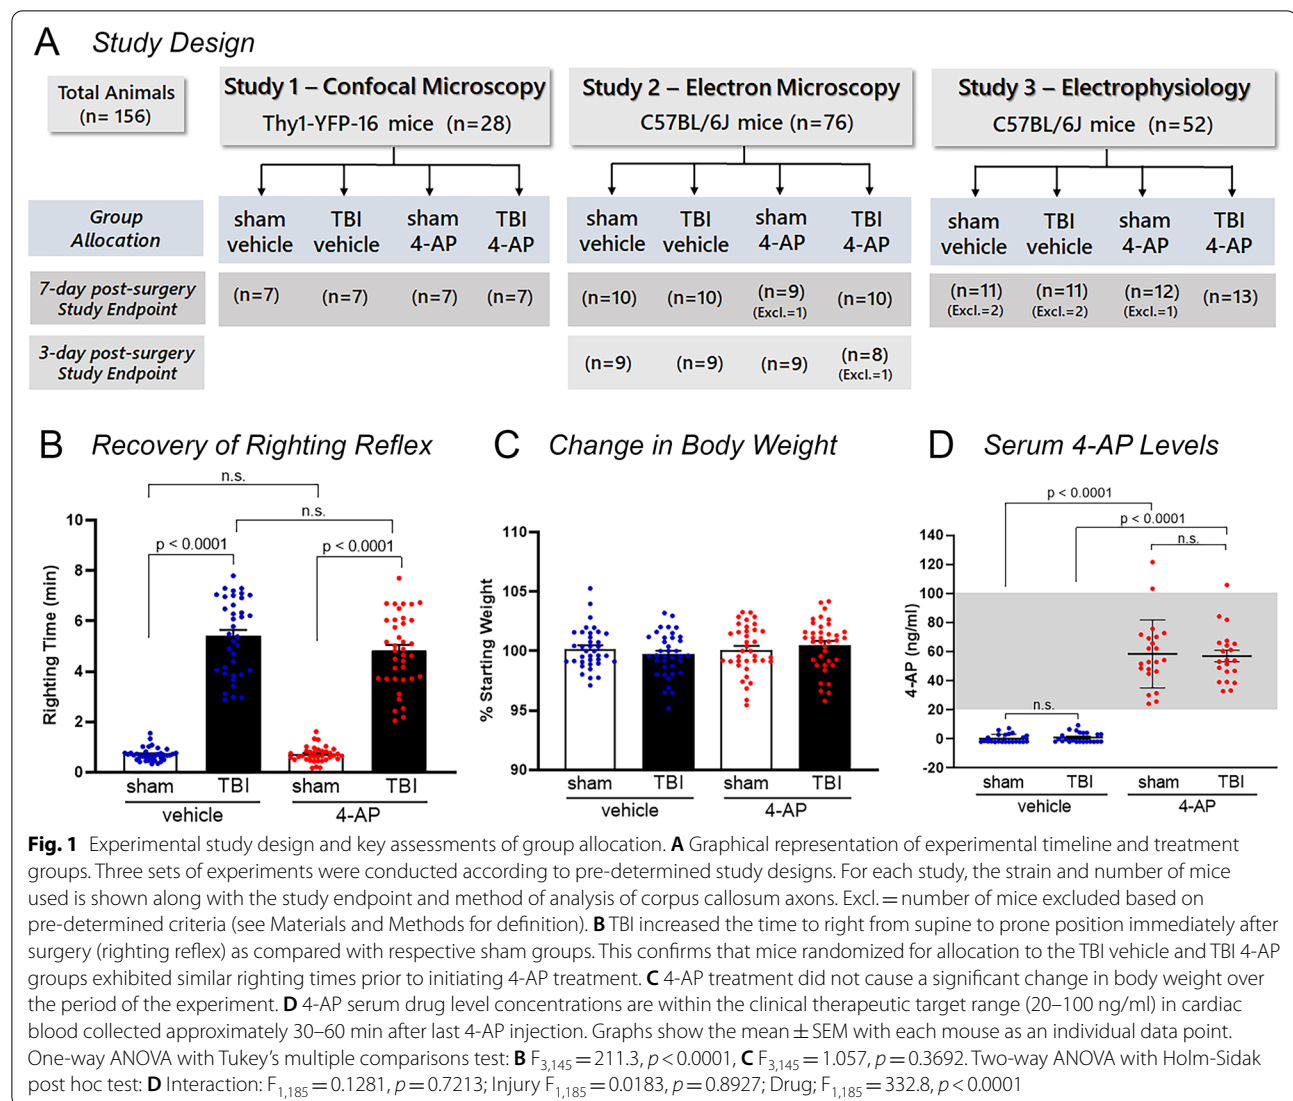 A Study Design
Total Animals
(n= 156)
Study 1 – Confocal Microscopy
Thy1-YFP-16 mice (n=28)
Study 2 – Electron Microscopy
C57BL/6J mice (n=76)
Study 3 – Electrophysiology
C57BL/6J mice (n=52)
Group
Allocation
sham
vehicle
TBI
vehicle
sham
4-AP
TBI
4-AP
sham
vehicle
TBI
vehicle
sham
4-AP
TBI
4-AP
sham
vehicle
TBI
vehicle
sham
4-AP
TBI
4-AP
7-day post-surgery
Study Endpoint
(n=7)
(n=7)
(n=7)
(n=7)
(n=10)
(n=10)
(n=9)
(Excl.=1)
(n=10)
(n=11)
(Excl.=2)
(n=11)
(Excl.=2)
(n=12)
(Excl.=1)
(n=13)
3-day post-surgery
Study Endpoint
(n=9)
(n=9)
(n=9)
(n=8)
(Excl.=1)
B Recovery of Righting Reflex
n.s.
n.s.
p < 0.0001
p < 0.0001
Righting Time (min)
10
8
6
4
2
0
sham
TBI
sham
TBI
vehicle
4-AP
C Change in Body Weight
% Starting Weight
110
105
100
95
90
sham
TBI
sham
TBI
vehicle
4-AP
D Serum 4-AP Levels
p < 0.0001
p < 0.0001
n.s.
n.s.
4-AP (ng/ml)
140
120
100
80
60
40
20
0
-20
sham
TBI
sham
TBI
vehicle
4-AP
Fig. 1 Experimental study design and key assessments of group allocation. A Graphical representation of experimental timeline and treatment
groups. Three sets of experiments were conducted according to pre-determined study designs. For each study, the strain and number of mice
used is shown along with the study endpoint and method of analysis of corpus callosum axons. Excl. = number of mice excluded based on
pre-determined criteria (see Materials and Methods for definition). B TBI increased the time to right from supine to prone position immediately after
surgery (righting reflex) as compared with respective sham groups. This confirms that mice randomized for allocation to the TBI vehicle and TBI 4-AP
groups exhibited similar righting times prior to initiating 4-AP treatment. C 4-AP treatment did not cause a significant change in body weight over
the period of the experiment. D 4-AP serum drug level concentrations are within the clinical therapeutic target range (20–100 ng/ml) in cardiac
blood collected approximately 30–60 min after last 4-AP injection. Graphs show the mean ± SEM with each mouse as an individual data point.
One-way ANOVA with Tukey's multiple comparisons test: B F3,145 = 211.3, p < 0.0001, C F3,145 = 1.057, p = 0.3692. Two-way ANOVA with Holm-Sidak
post hoc test: D Interaction: F1,185 = 0.1281, p = 0.7213; Injury F1,185 = 0.0183, p = 0.8927; Drug; F1,185 = 332.8, p < 0.0001